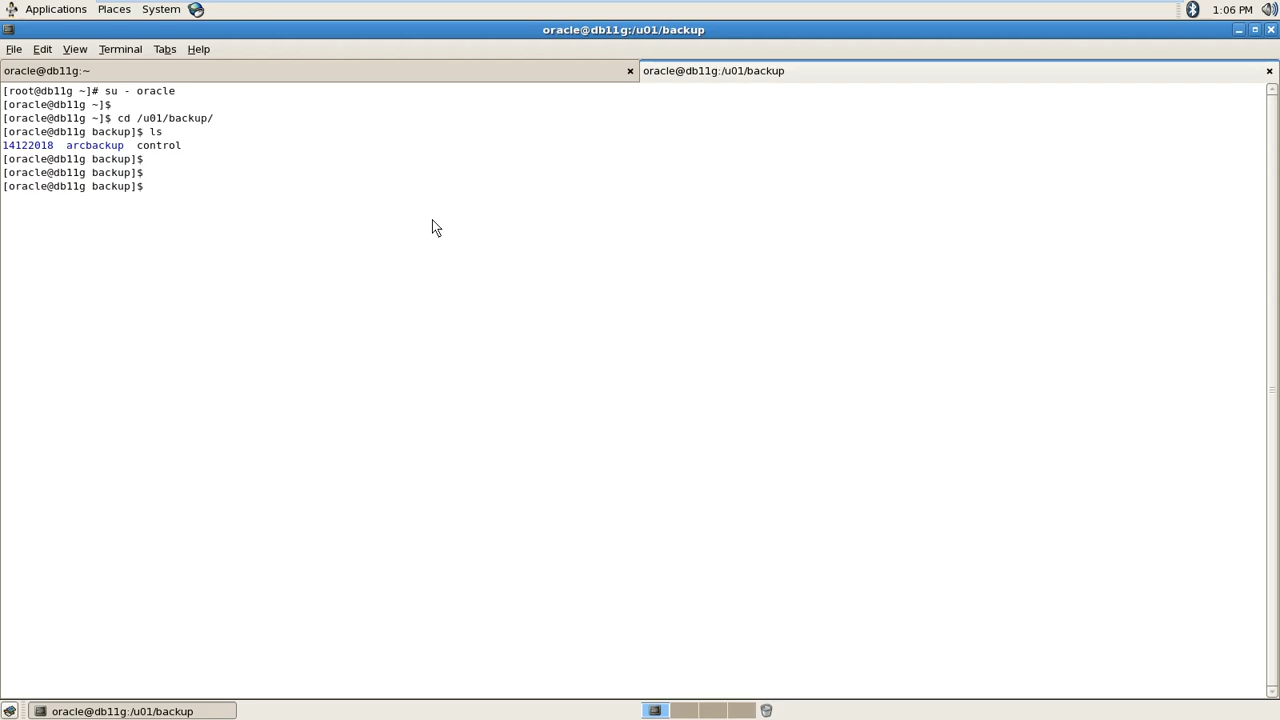 Applications Places System 1:06 PM
oracle@db11g:/u01/backup
File Edit View Terminal Tabs Help
oracle@db11g:~ oracle@db11g:/u01/backup
[root@db11g ~]# su - oracle
[oracle@db11g ~]$
[oracle@db11g ~]$ cd /u01/backup/
[oracle@db11g backup]$ ls
14122018 arcbackup control
[oracle@db11g backup]$
[oracle@db11g backup]$
[oracle@db11g backup]$
oracle@db11g:/u01/backup